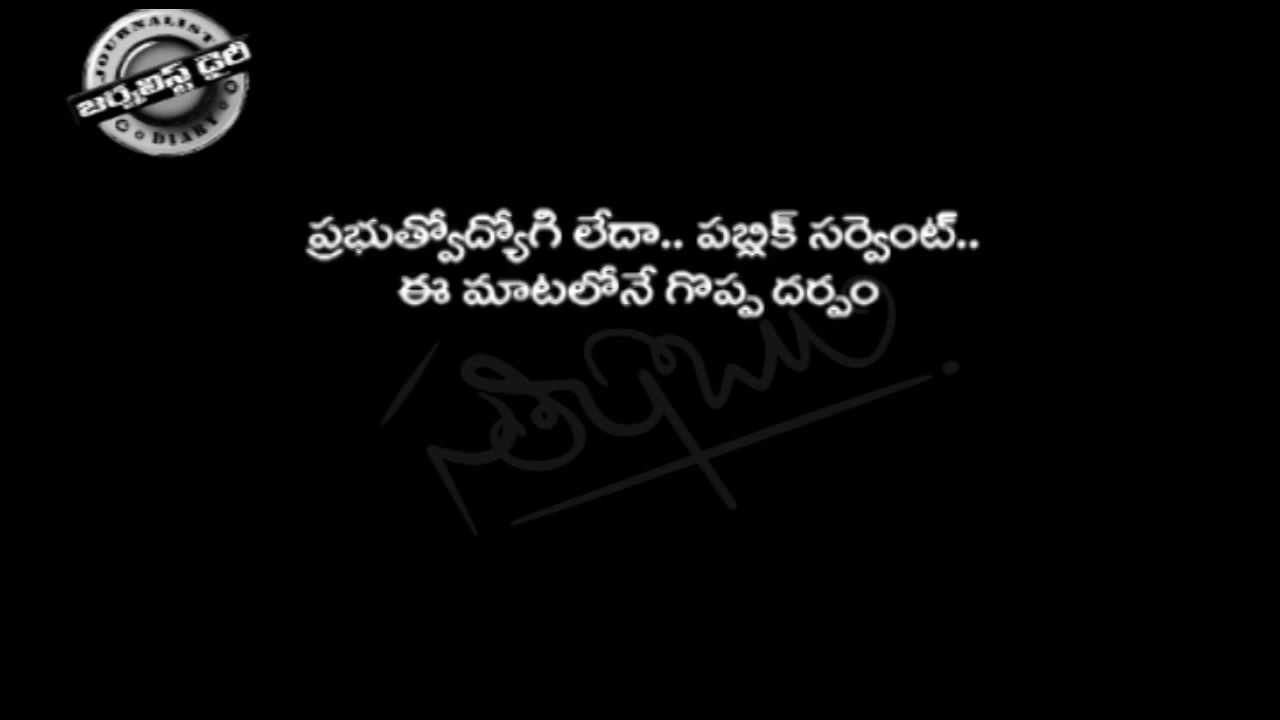 JOURNALIST
జర్నలిస్ట్ డైరీ
DIARY
ప్రభుత్వోద్యోగి లేదా.. పబ్లిక్ సర్వెంట్..
ఈ మాటలోనే గొప్ప దర్పం